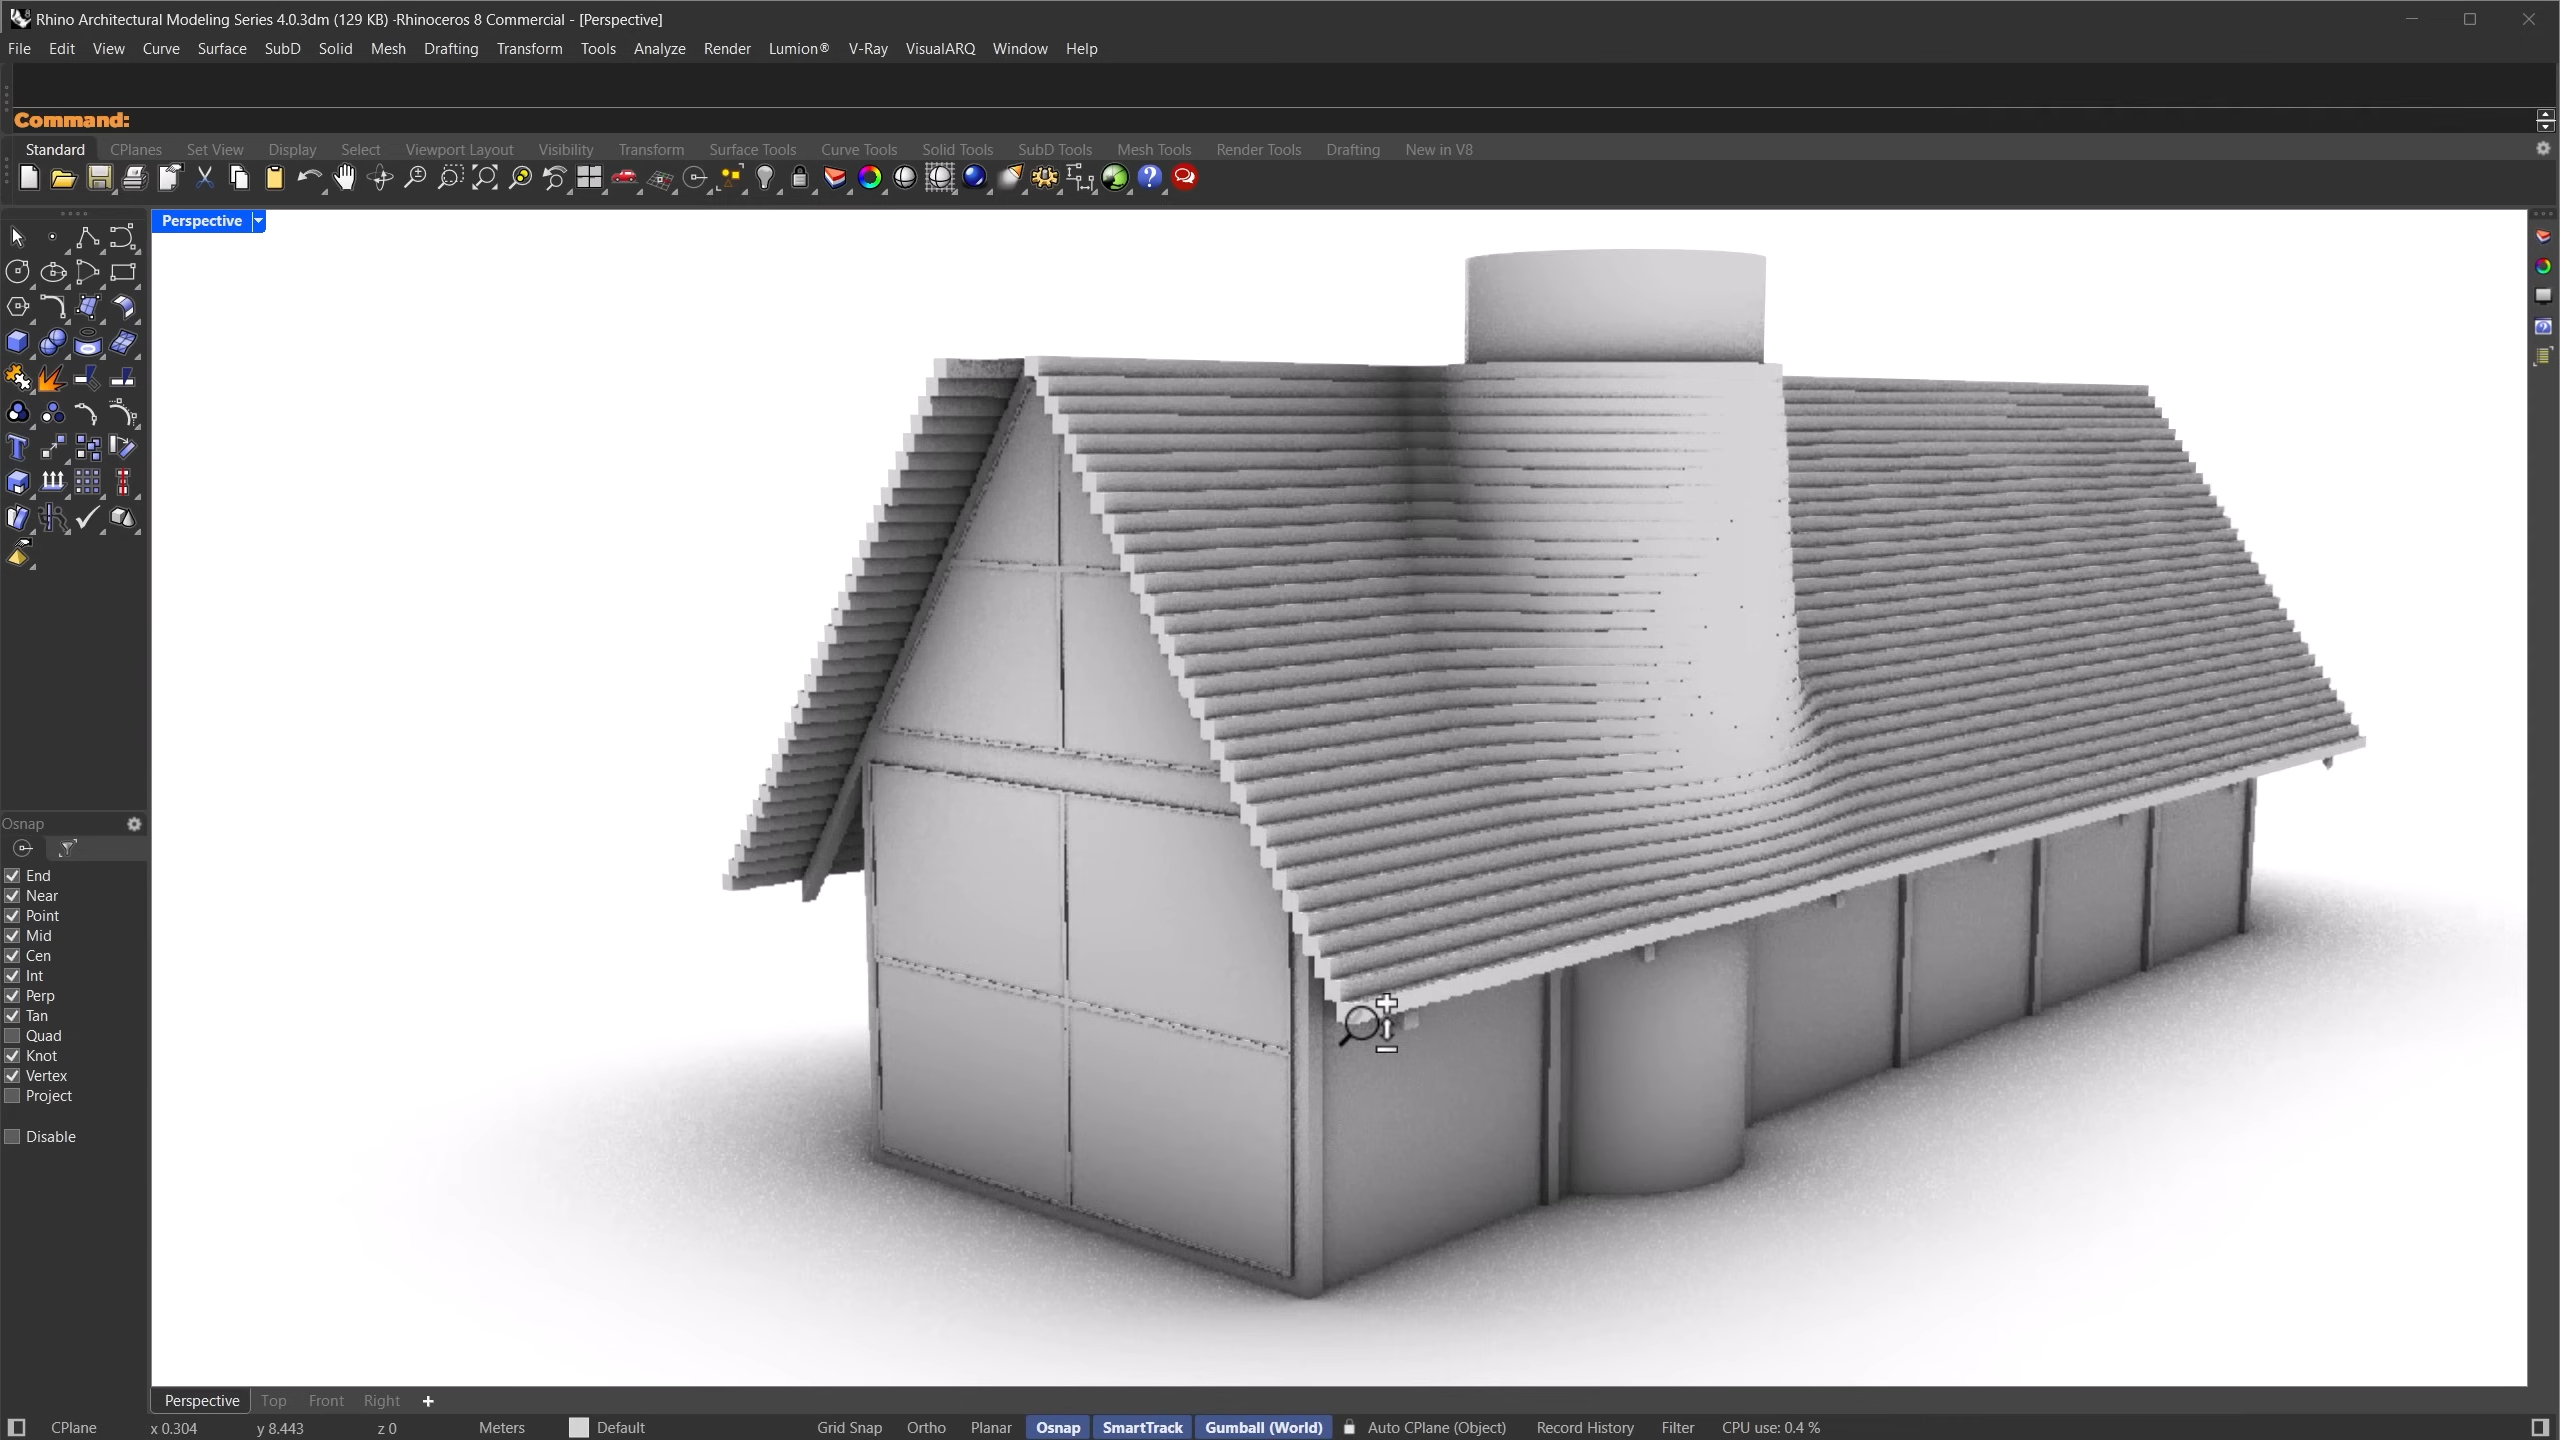 Rhino Architectural Modeling Series 4.0.3dm (129 KB) -Rhinoceros 8 Commercial - [Perspective]
File Edit View Curve Surface SubD Solid Mesh Drafting Transform Tools Analyze Render Lumion® V-Ray VisualARQ Window Help
Command:
Standard CPlanes Set View Display Select Viewport Layout Visibility Transform Surface Tools Curve Tools Solid Tools SubD Tools Mesh Tools Render Tools Drafting New in V8
Perspective
Osnap
End
Near
Point
Mid
Cen
Int
Perp
Tan
Quad
Knot
Vertex
Project
Disable
Perspective Top Front Right +
CPlane x 0.304 y 8.443 z 0 Meters Default Grid Snap Ortho Planar Osnap SmartTrack Gumball (World) Auto CPlane (Object) Record History Filter CPU use: 0.4 %